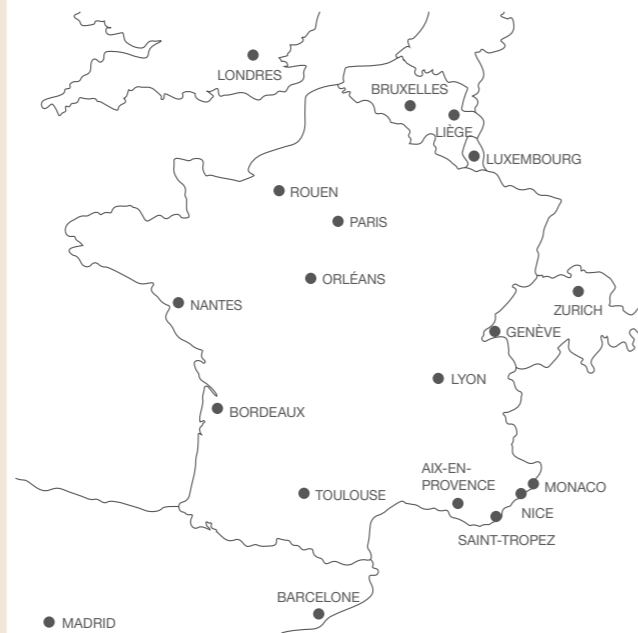 LONDRES
BRUXELLES
LIÈGE
LUXEMBOURG
ROUEN
PARIS
ORLÉANS
NANTES
ZURICH
GENÈVE
LYON
BORDEAUX
AIX-EN-
PROVENCE
TOULOUSE
MONACO
NICE
SAINT-TROPEZ
BARCELONE
MADRID